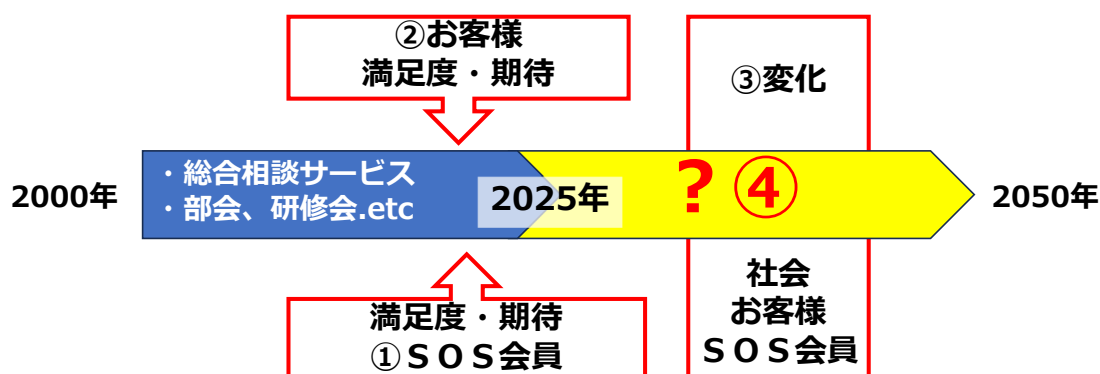 ②お客様
満足度・期待
③変化
2000年
・総合相談サービス
・部会、研修会.etc
2025年
? ④
2050年
満足度・期待
①ＳＯＳ会員
社会
お客様
ＳＯＳ会員